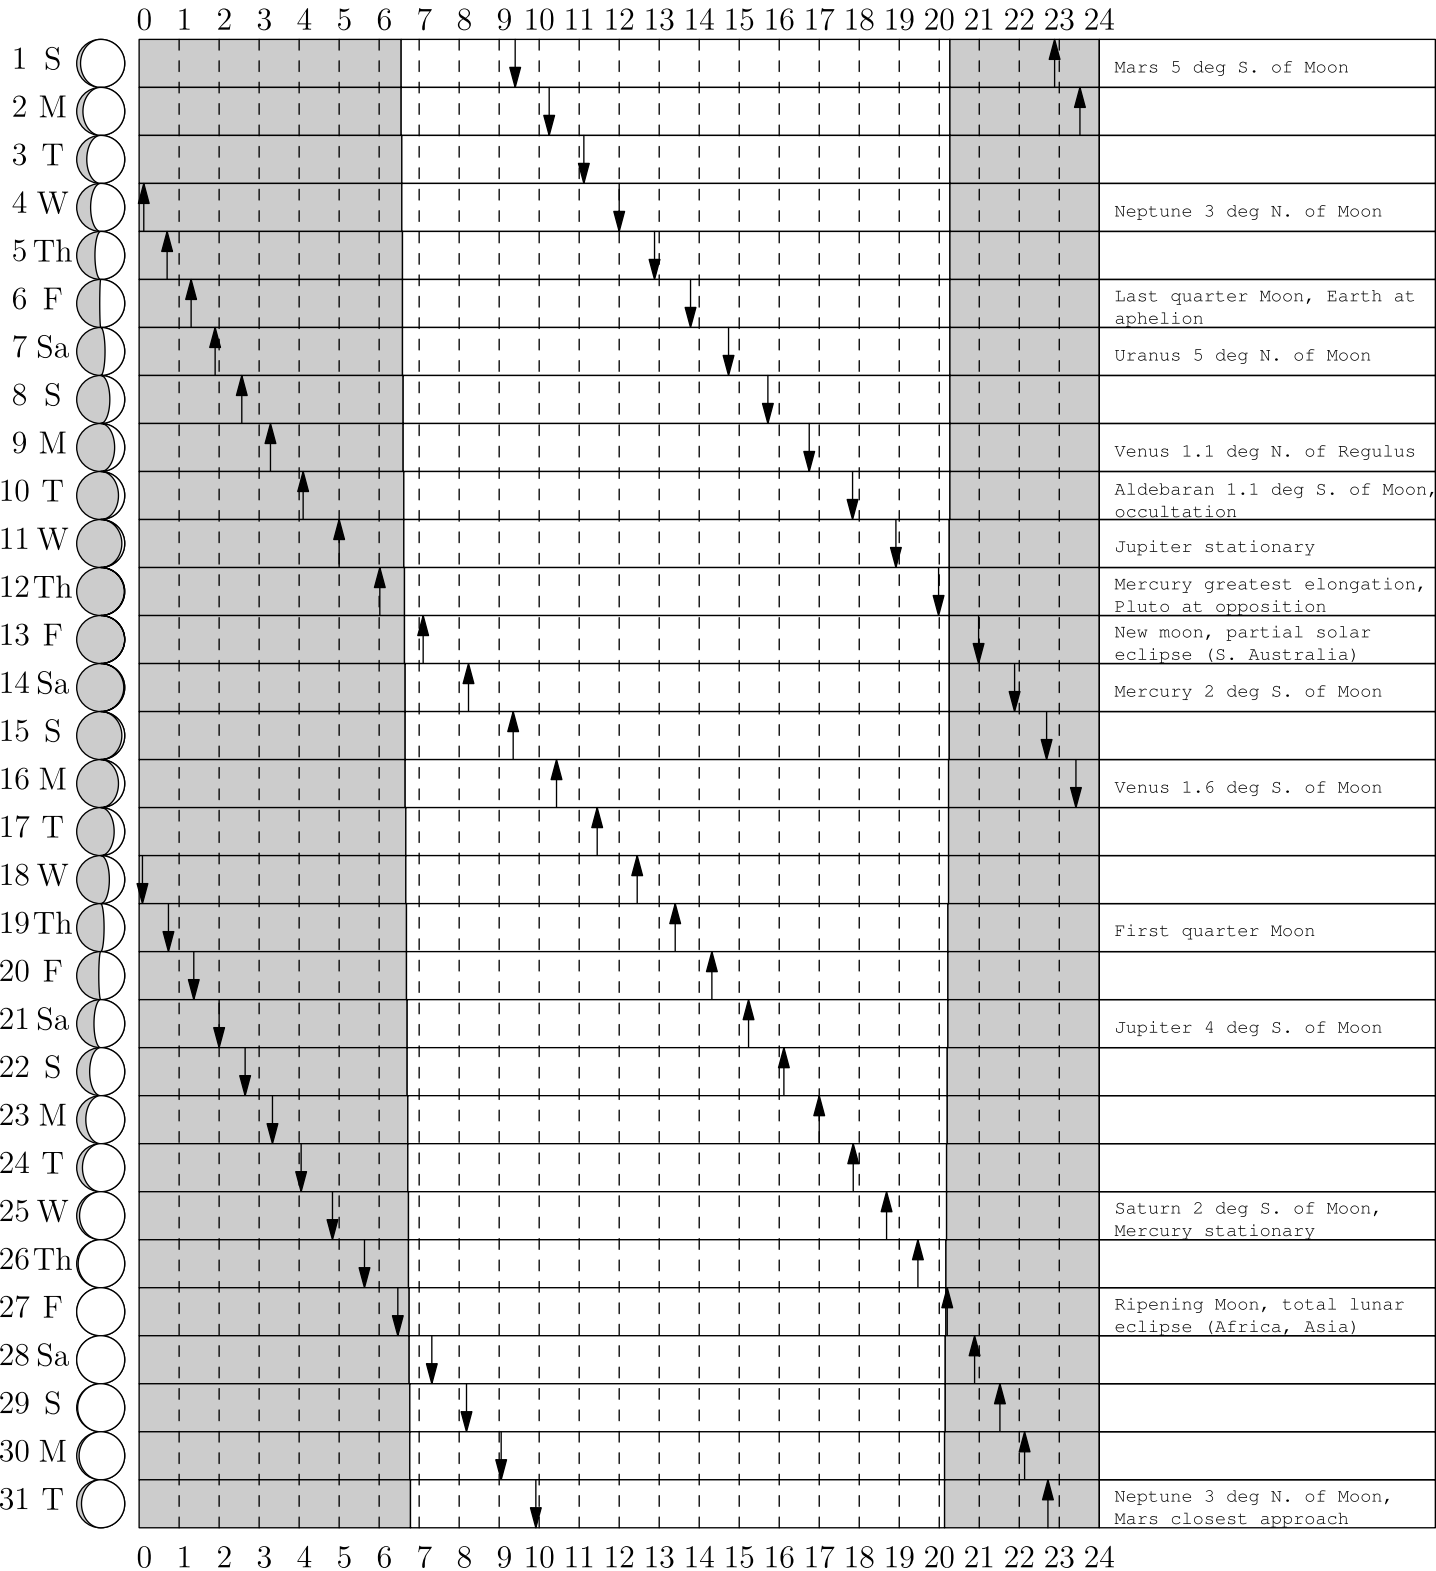 0 1 2 3 4 5 6 7 8 9 10 11 12 13 14 15 16 17 18 19 20 21 22 23 24
1 S Mars 5 deg S. of Moon
2 M
3 T
4 W Neptune 3 deg N. of Moon
5 Th
6 F Last quarter Moon, Earth at
aphelion
7 Sa Uranus 5 deg N. of Moon
8 S
9 M Venus 1.1 deg N. of Regulus
10 T Aldebaran 1.1 deg S. of Moon,
occultation
11 W Jupiter stationary
12 Th Mercury greatest elongation,
Pluto at opposition
13 F New moon, partial solar
eclipse (S. Australia)
14 Sa Mercury 2 deg S. of Moon
15 S
16 M Venus 1.6 deg S. of Moon
17 T
18 W
19 Th First quarter Moon
20 F
21 Sa Jupiter 4 deg S. of Moon
22 S
23 M
24 T
25 W Saturn 2 deg S. of Moon,
Mercury stationary
26 Th
27 F Ripening Moon, total lunar
eclipse (Africa, Asia)
28 Sa
29 S
30 M
31 T Neptune 3 deg N. of Moon,
Mars closest approach
0 1 2 3 4 5 6 7 8 9 10 11 12 13 14 15 16 17 18 19 20 21 22 23 24